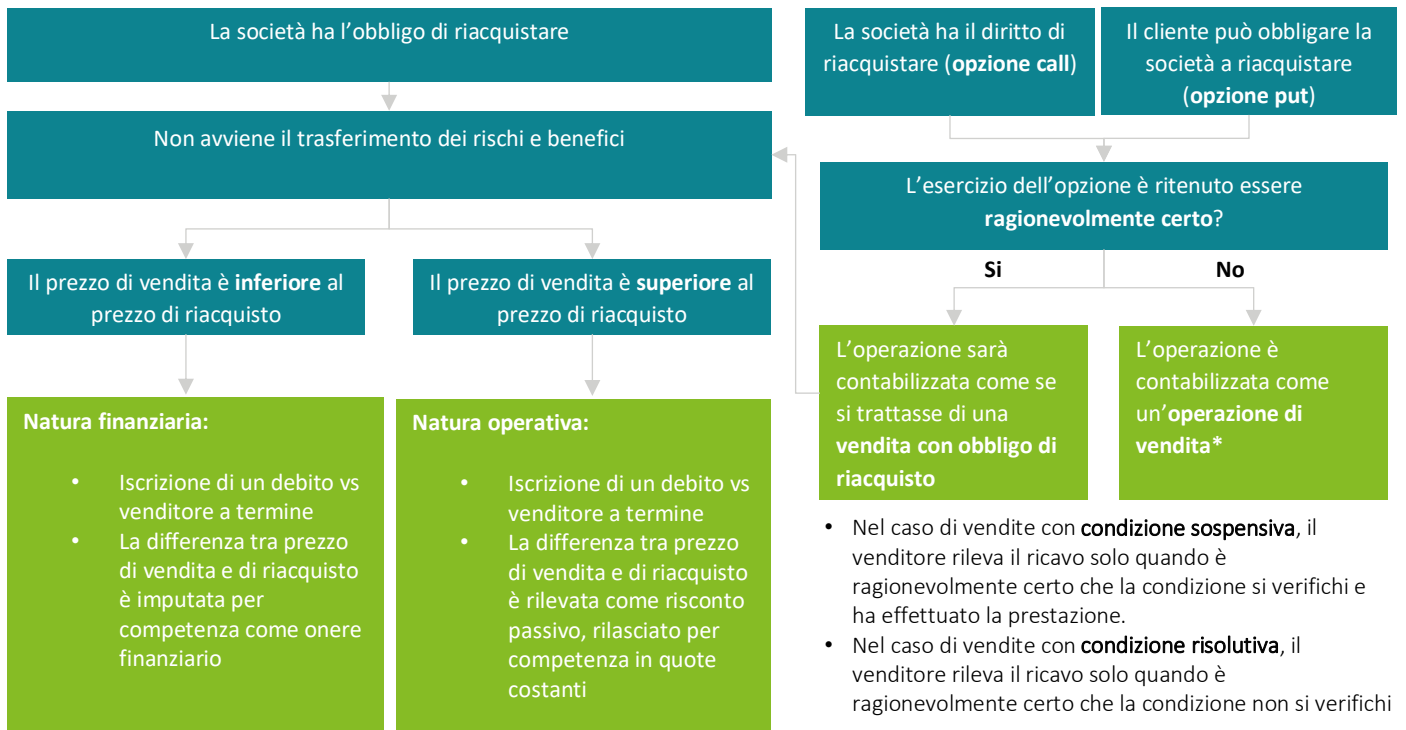 La società ha l'obbligo di riacquistare
Non avviene il trasferimento dei rischi e benefici
Il prezzo di vendita è inferiore al
prezzo di riacquisto
Il prezzo di vendita è superiore al
prezzo di riacquisto
Natura finanziaria:
• Iscrizione di un debito vs
venditore a termine
• La differenza tra prezzo
di vendita e di riacquisto
è imputata per
competenza come onere
finanziario
Natura operativa:
• Iscrizione di un debito vs
venditore a termine
• La differenza tra prezzo
di vendita e di riacquisto
è rilevata come risconto
passivo, rilasciato per
competenza in quote
costanti
La società ha il diritto di
riacquistare (opzione call)
Il cliente può obbligare la
società a riacquistare
(opzione put)
L'esercizio dell'opzione è ritenuto essere
ragionevolmente certo?
Si
No
L'operazione sarà
contabilizzata come se
si trattasse di una
vendita con obbligo di
riacquisto
L'operazione è
contabilizzata come
un'operazione di
vendita*
• Nel caso di vendite con condizione sospensiva, il
venditore rileva il ricavo solo quando è
ragionevolmente certo che la condizione si verifichi e
ha effettuato la prestazione.
• Nel caso di vendite con condizione risolutiva, il
venditore rileva il ricavo solo quando è
ragionevolmente certo che la condizione non si verifichi